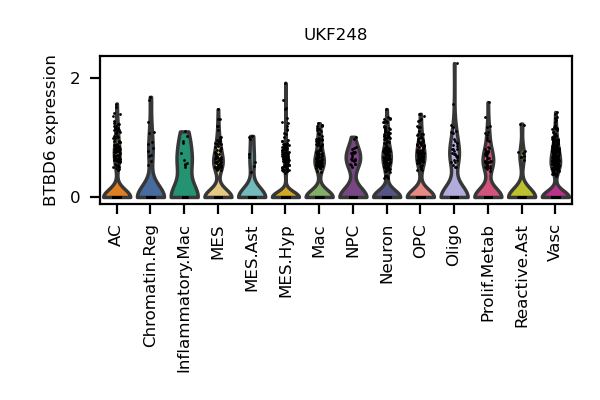 UKF248
BTBD6 expression
2
0
AC
Chromatin.Reg
Inflammatory.Mac
MES
MES.Ast
MES.Hyp
Mac
NPC
Neuron
OPC
Oligo
Prolif.Metab
Reactive.Ast
Vasc